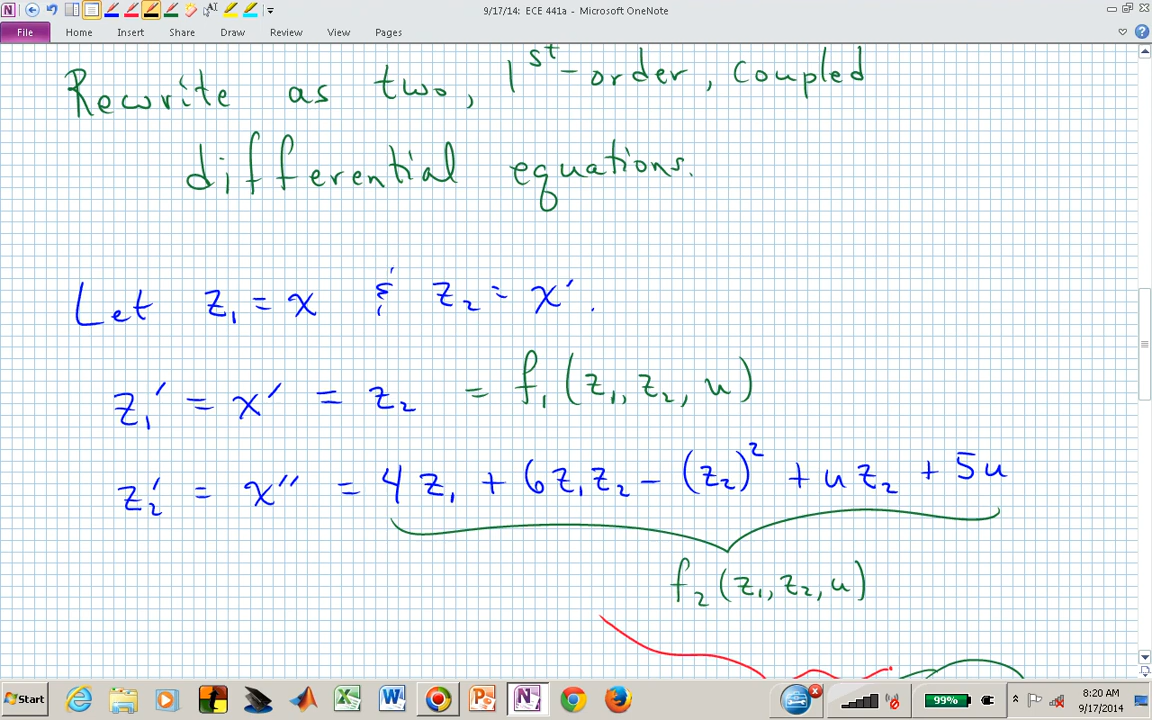 9/17/14: ECE 441a - Microsoft OneNote
File Home Insert Share Draw Review View Pages
Rewrite as two, 1st-order, coupled
differential equations.
Let z₁ = x & z₂ = x'.
z₁' = x' = z₂ = f₁(z₁, z₂, u)
z₂' = x'' = 4z₁ + 6z₁z₂ - (z₂)² + uz₂ + 5u
f₂(z₁, z₂, u)
Start 99% 8:20 AM
9/17/2014